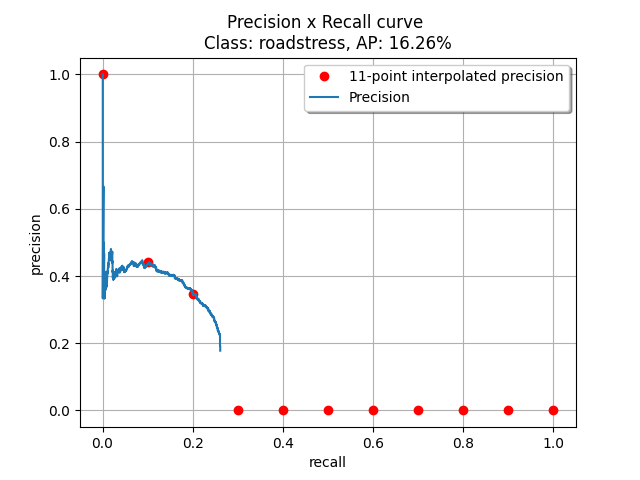 Precision x Recall curve
Class: roadstress, AP: 16.26%
11-point interpolated precision
Precision
precision
1.0
0.8
0.6
0.4
0.2
0.0
0.0 0.2 0.4 0.6 0.8 1.0
recall